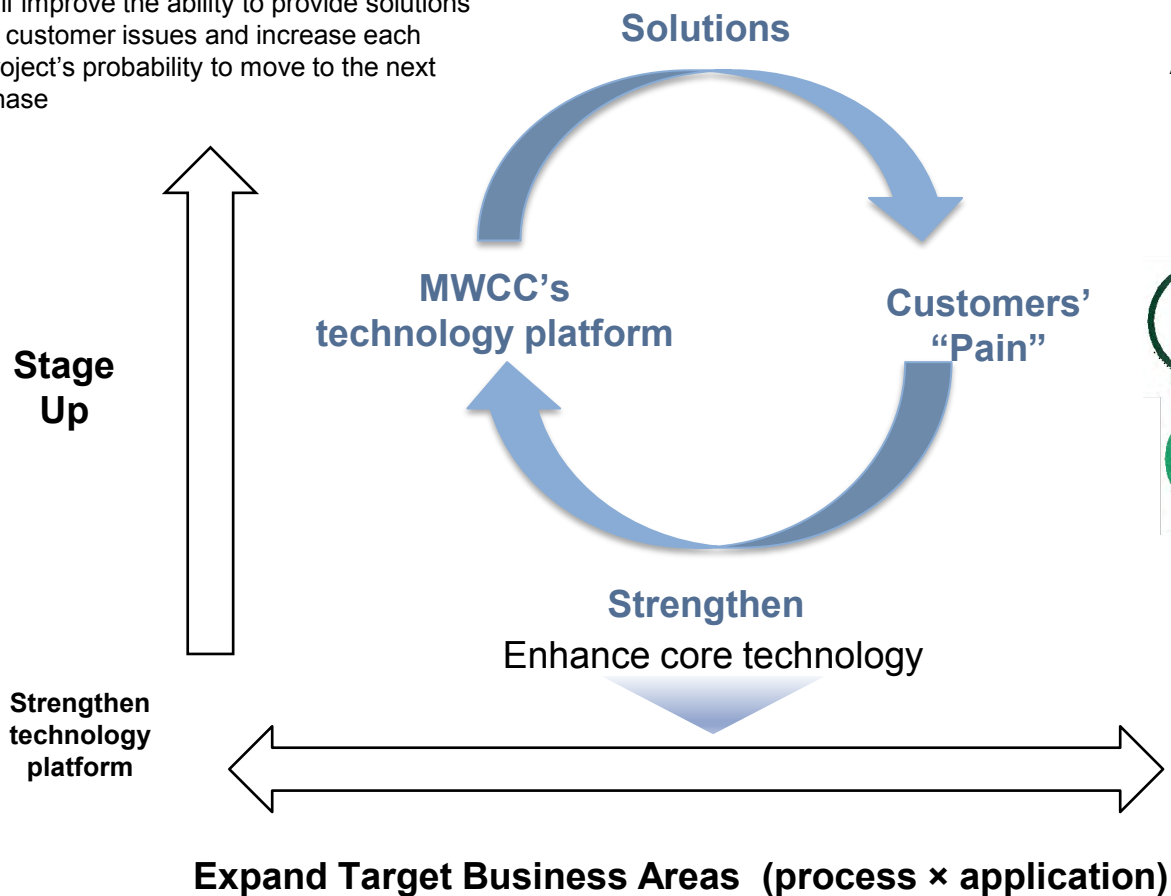 improve the ability to provide solutions
customer issues and increase each
probability to move to the next
Solutions
MWCC's
technology platform
Customers'
"Pain"
Stage
Up
Strengthen
Enhance core technology
Strengthen
technology
platform
Expand Target Business Areas (process × application)